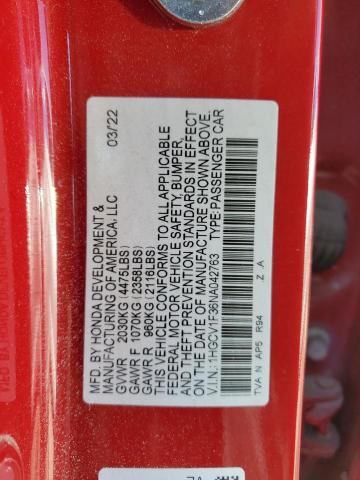 MFD. BY HONDA DEVELOPMENT &
MANUFACTURING OF AMERICA, LLC 03/22
GVWR 2030KG (4475LBS)
GAWR F 1070KG (2358LBS)
GAWR R 960KG (2116LBS)
THIS VEHICLE CONFORMS TO ALL APPLICABLE
FEDERAL MOTOR VEHICLE SAFETY, BUMPER,
AND THEFT PREVENTION STANDARDS IN EFFECT
ON THE DATE OF MANUFACTURE SHOWN ABOVE.
V.I.N.:1HGCV1F36NA042763 TYPE:PASSENGER CAR
TVA N AP5 R94 Z A